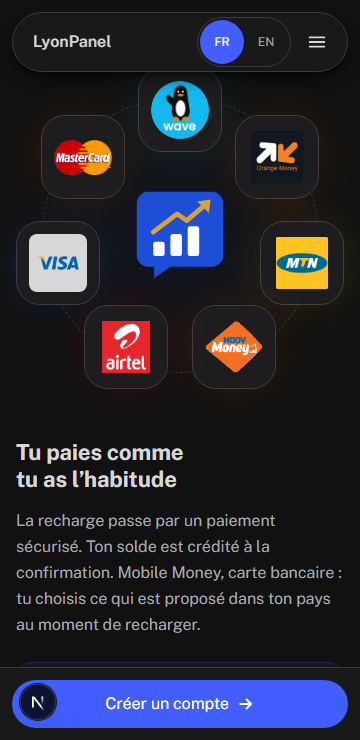 LyonPanel
FR
EN
wave
MasterCard
Orange Money
VISA
MTN
airtel
MOOV
Money
Tu paies comme
tu as l’habitude
La recharge passe par un paiement
sécurisé. Ton solde est crédité à la
confirmation. Mobile Money, carte bancaire :
tu choisis ce qui est proposé dans ton pays
au moment de recharger.
N
Créer un compte →